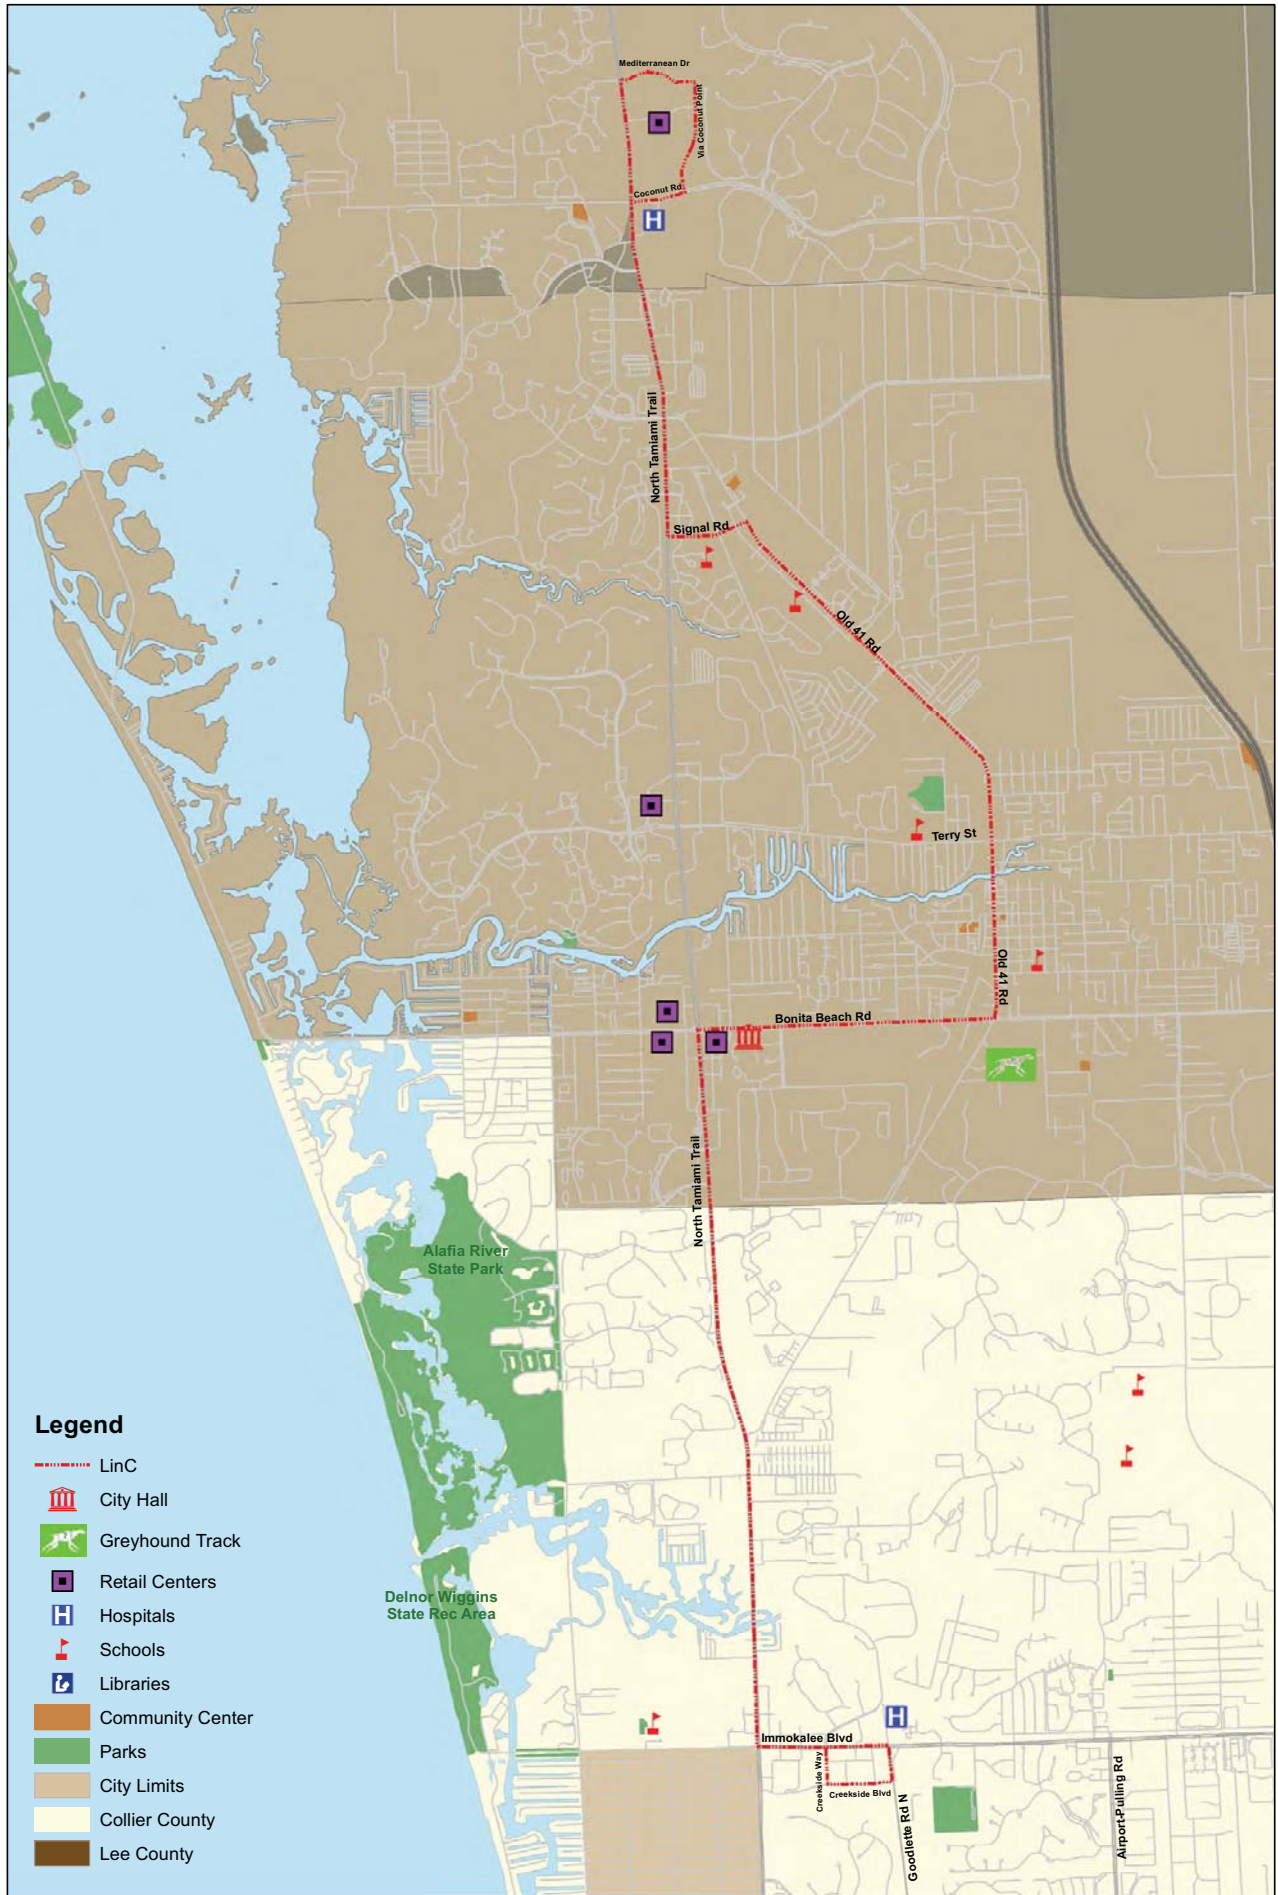 Mediterranean Dr
Via Coconut Point
Coconut Rd
H
North Tamiami Trail
Signal Rd
Old 41 Rd
Terry St
Old 41 Rd
Bonita Beach Rd
North Tamiami Trail
Alafia River
State Park
Legend
LinC
City Hall
Greyhound Track
Retail Centers
H
Hospitals
Schools
Libraries
Community Center
Parks
City Limits
Collier County
Lee County
Delnor Wiggins
State Rec Area
H
Immokalee Blvd
Creekside Way
Creekside Blvd
Goodlette Rd N
Airport-Pulling Rd